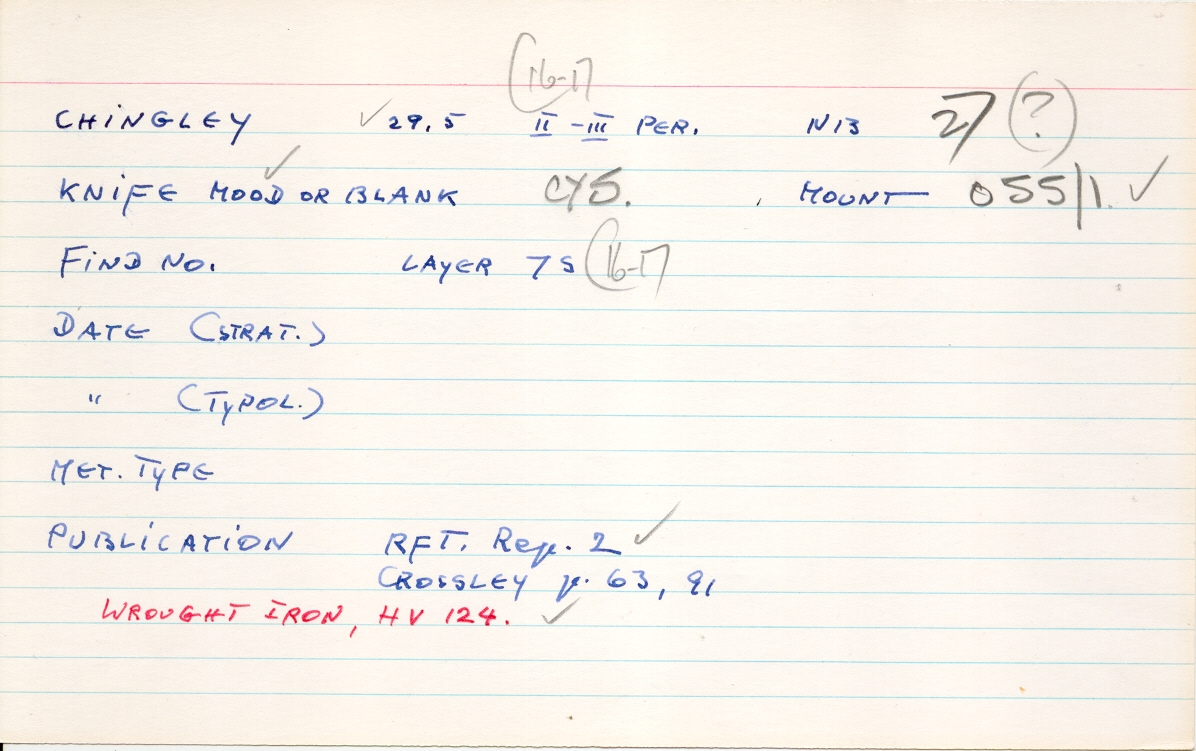 (16-17
CHINGLEY ✓29,5 II-III PER. N13 27 (?)
KNIFE MOOD OR BLANK CY5. , MOUNT 055/1. ✓
FIND NO. LAYER 7S (16-17
DATE (STRAT.)
" (TYPOL.)
MET. TYPE
PUBLICATION RFT. Rep. 2 ✓
CROSSLEY p. 63, 91
WROUGHT IRON, HV 124. ✓